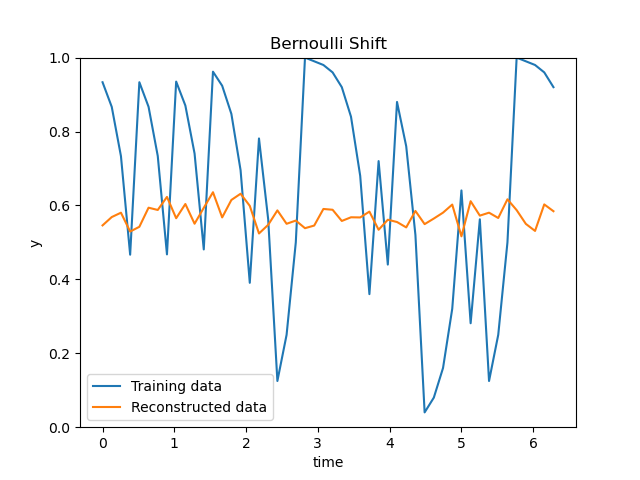 Bernoulli Shift
1.0
0.8
0.6
0.4
0.2
0.0
y
Training data
Reconstructed data
0 1 2 3 4 5 6
time